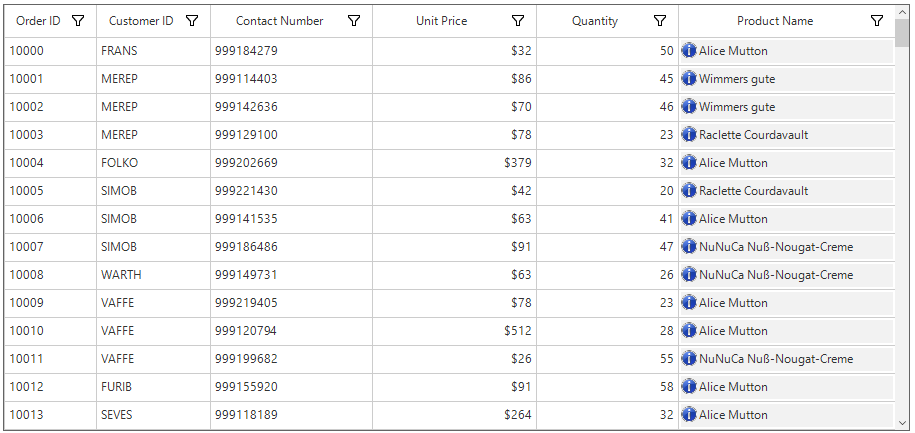 Order ID Customer ID Contact Number Unit Price Quantity Product Name
10000 FRANS 999184279 $32 50 Alice Mutton
10001 MEREP 999114403 $86 45 Wimmers gute
10002 MEREP 999142636 $70 46 Wimmers gute
10003 MEREP 999129100 $78 23 Raclette Courdavault
10004 FOLKO 999202669 $379 32 Alice Mutton
10005 SIMOB 999221430 $42 20 Raclette Courdavault
10006 SIMOB 999141535 $63 41 Alice Mutton
10007 SIMOB 999186486 $91 47 NuNuCa Nuß-Nougat-Creme
10008 WARTH 999149731 $63 26 NuNuCa Nuß-Nougat-Creme
10009 VAFFE 999219405 $78 23 Alice Mutton
10010 VAFFE 999120794 $512 28 Alice Mutton
10011 VAFFE 999199682 $26 55 NuNuCa Nuß-Nougat-Creme
10012 FURIB 999155920 $91 58 Alice Mutton
10013 SEVES 999118189 $264 32 Alice Mutton